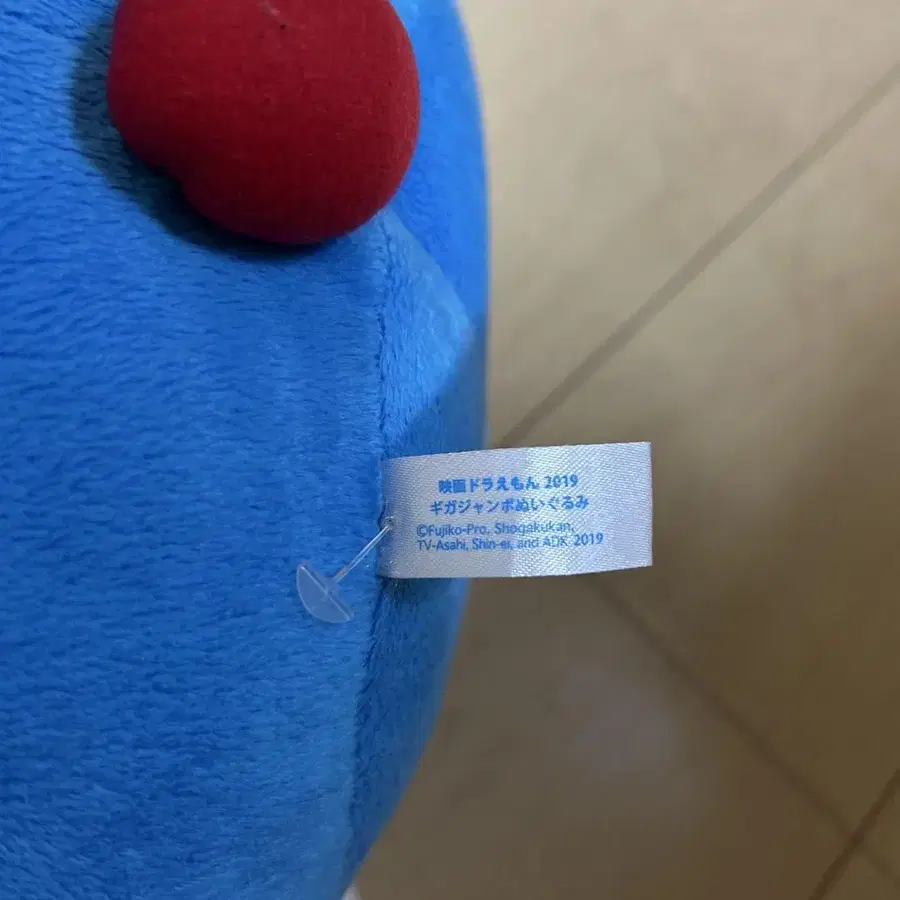 映画ドラえもん 2019
ギガジャンボぬいぐるみ
©Fujiko-Pro, Shogakukan,
TV-Asahi, Shin-ei, and ADK 2019